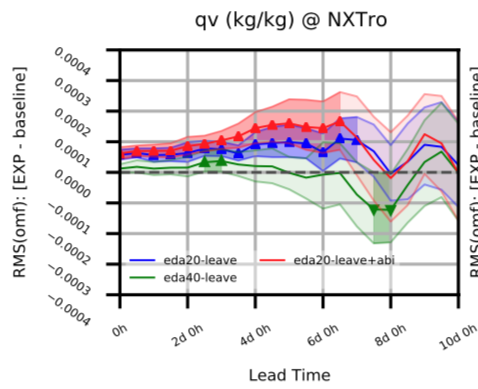 qv (kg/kg) @ NXTro
RMS(omf): [EXP - baseline]
RMS(omf): [EXP - baseline]
0.0004
0.0003
0.0002
0.0001
0.0000
−0.0001
−0.0002
−0.0003
−0.0004
eda20-leave
eda20-leave+abi
eda40-leave
0h
2d 0h
4d 0h
6d 0h
8d 0h
10d 0h
Lead Time